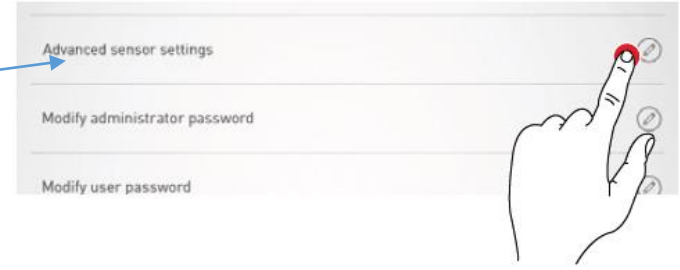 Advanced sensor settings
Modify administrator password
Modify user password